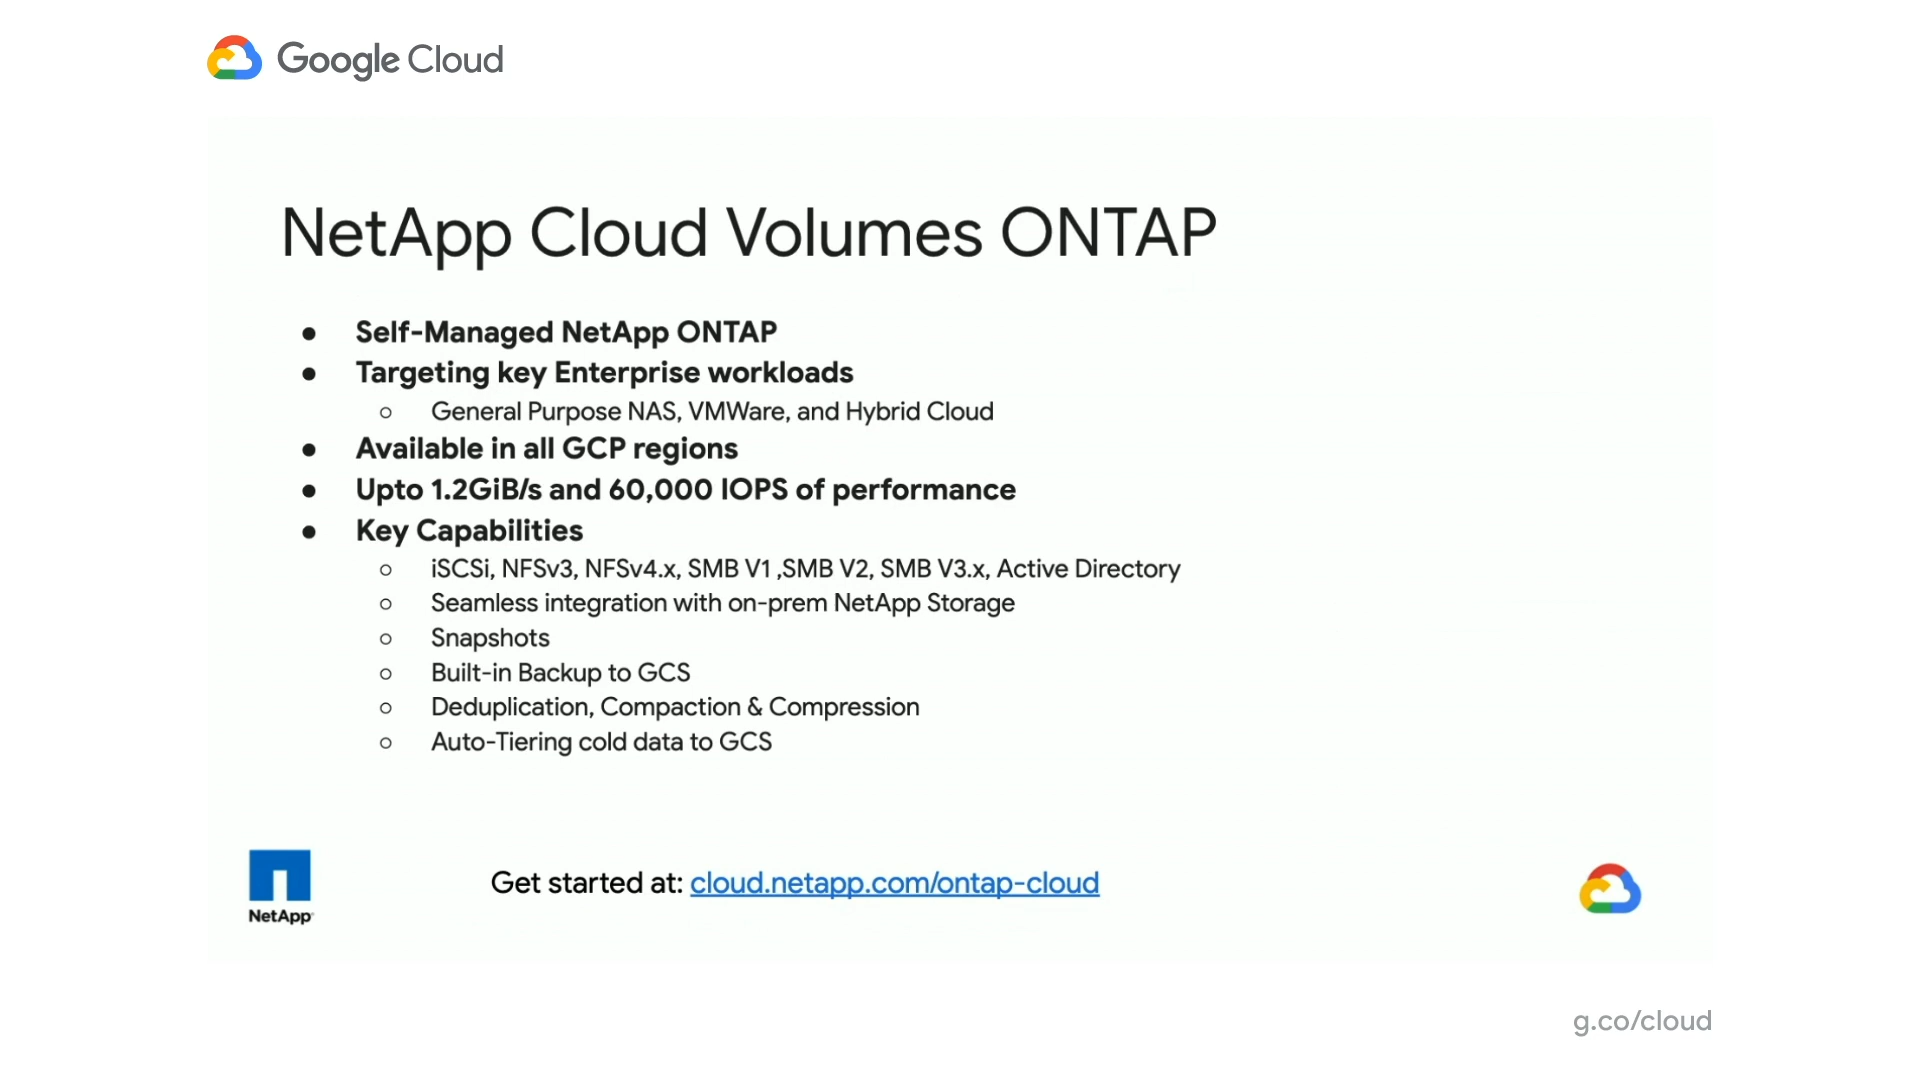 Google Cloud
NetApp Cloud Volumes ONTAP
● Self-Managed NetApp ONTAP
● Targeting key Enterprise workloads
○ General Purpose NAS, VMWare, and Hybrid Cloud
● Available in all GCP regions
● Upto 1.2GiB/s and 60,000 IOPS of performance
● Key Capabilities
○ iSCSi, NFSv3, NFSv4.x, SMB V1 ,SMB V2, SMB V3.x, Active Directory
○ Seamless integration with on-prem NetApp Storage
○ Snapshots
○ Built-in Backup to GCS
○ Deduplication, Compaction & Compression
○ Auto-Tiering cold data to GCS
Get started at: cloud.netapp.com/ontap-cloud
NetApp
g.co/cloud